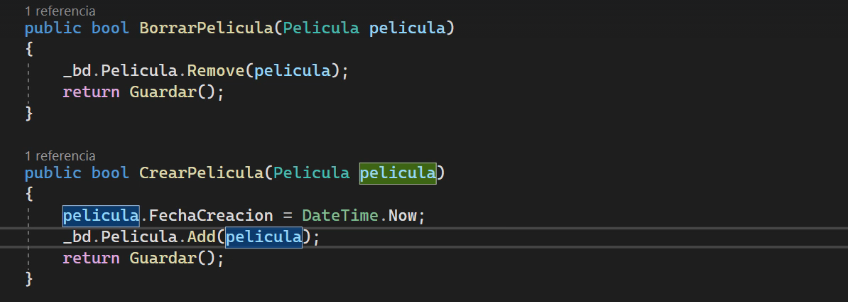 1 referencia
public bool BorrarPelicula(Pelicula pelicula)
{
_bd.Pelicula.Remove(pelicula);
return Guardar();
}
1 referencia
public bool CrearPelicula(Pelicula pelicula)
{
pelicula.FechaCreacion = DateTime.Now;
_bd.Pelicula.Add(pelicula);
return Guardar();
}